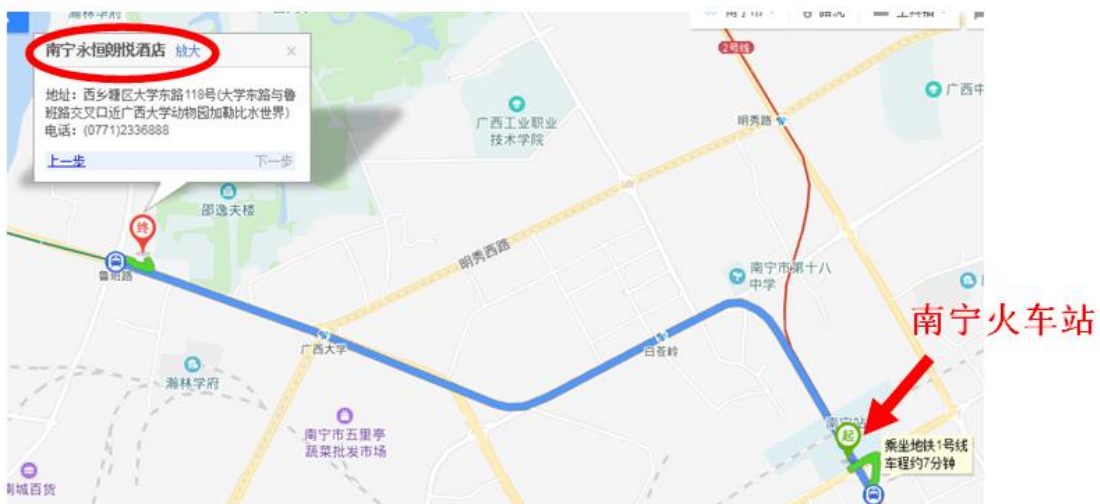 瀚林学府
2号线
南宁永恒朗悦酒店 放大
地址：西乡塘区大学东路118号(大学东路与鲁
班路交叉口近广西大学动物园加勒比水世界)
电话：(0771)2336888
上一步
下一步
广西中
广西工业职业
技术学院
明秀路
邵逸夫楼
终
鲁班路
明秀西路
南宁市第十八
中学
南宁火车站
广西大学
白苍岭
瀚林学府
南宁市五里亭
蔬菜批发市场
南宁站
起
乘坐地铁1号线
车程约7分钟
南城百货